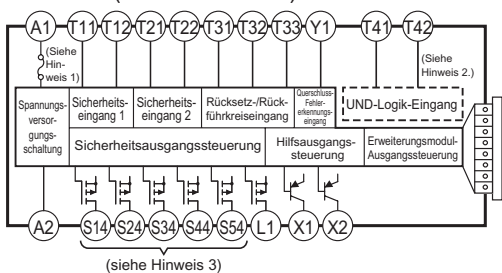 A1 T11 T12 T21 T22 T31 T32 T33 Y1 T41 T42
(Siehe
Hin-
weis 1)
(Siehe
Hinweis 2.)
Spannungs-
versor-
gungs-
schaltung
Sicherheits-
eingang 1
Sicherheits-
eingang 2
Rücksetz-/Rück-
führkreiseingang
Querschluss-
Fehler-
erkennungs-
eingang
UND-Logik-Eingang
Sicherheitsausgangssteuerung
Hilfsausgangs-
steuerung
Erweiterungsmodul-
Ausgangssteuerung
A2 S14 S24 S34 S44 S54 L1 X1 X2
(siehe Hinweis 3)